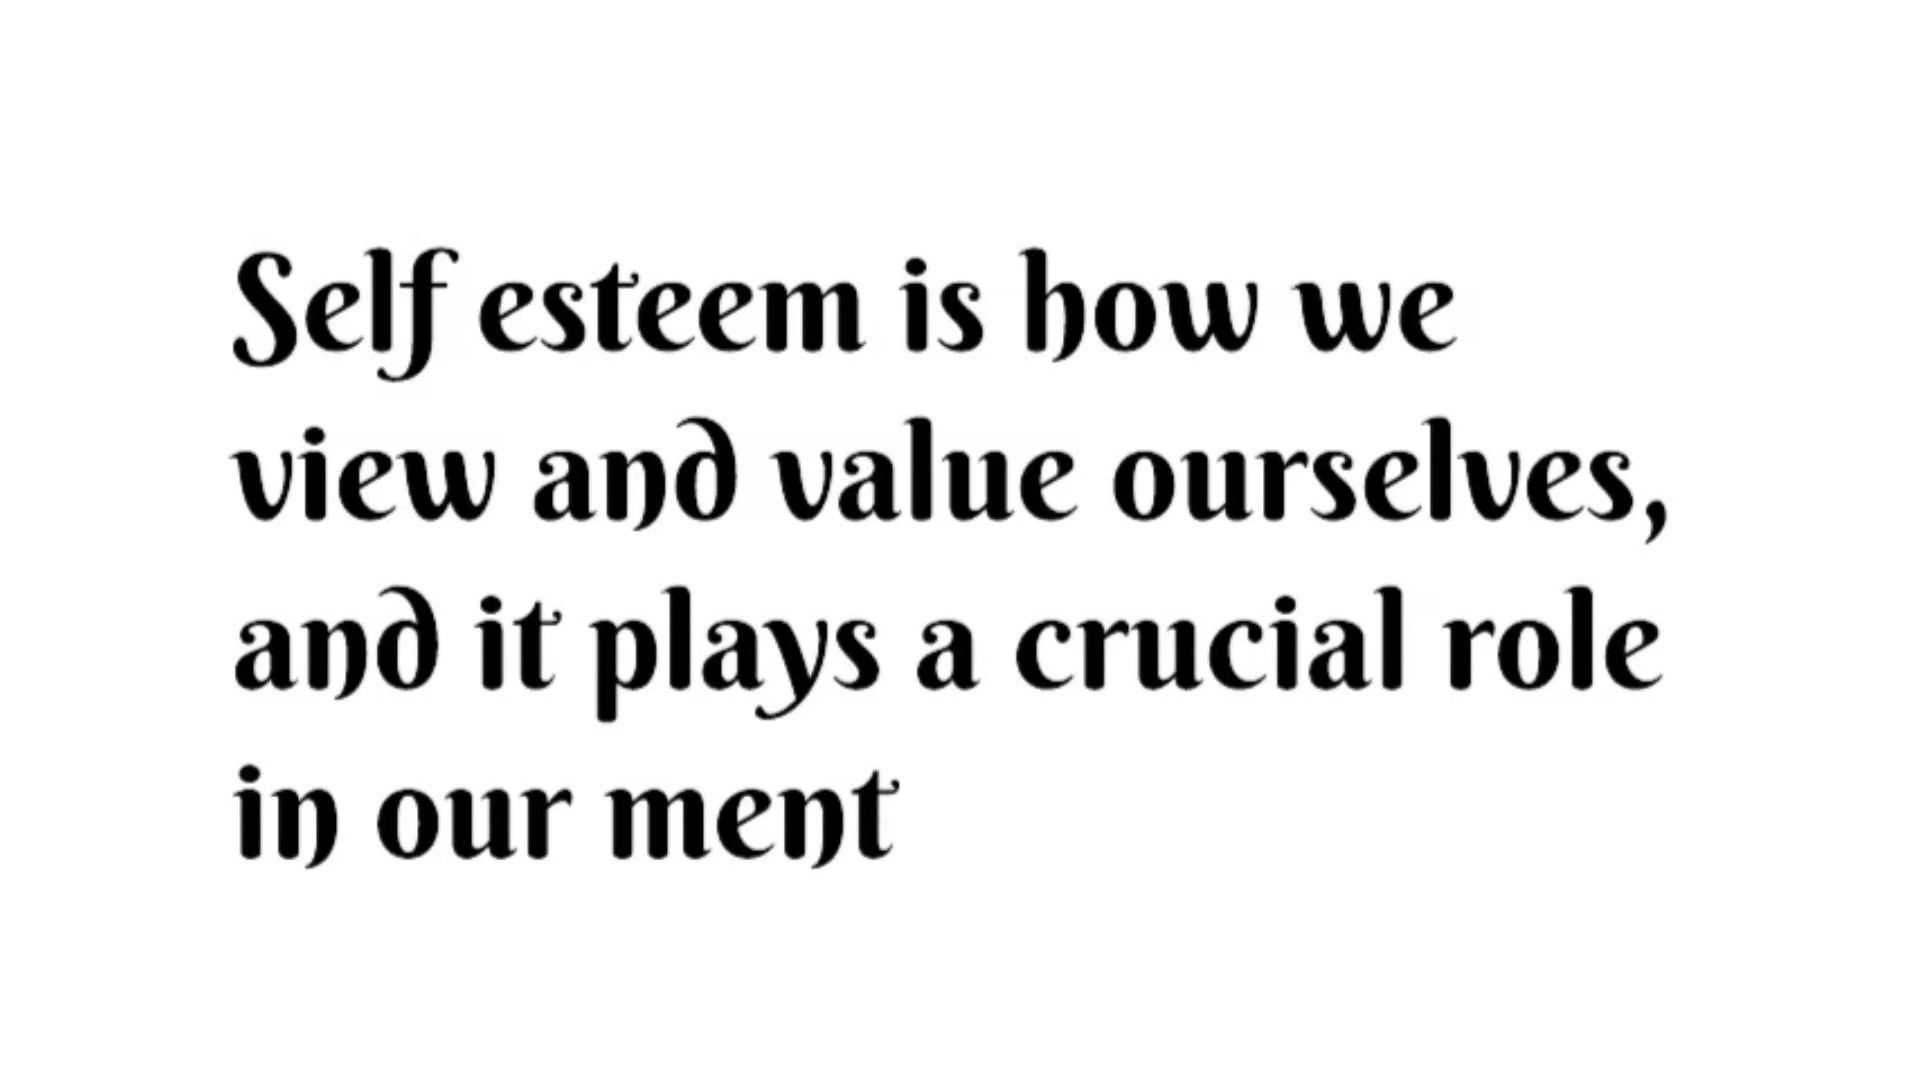 Self esteem is how we
view and value ourselves,
and it plays a crucial role
in our ment